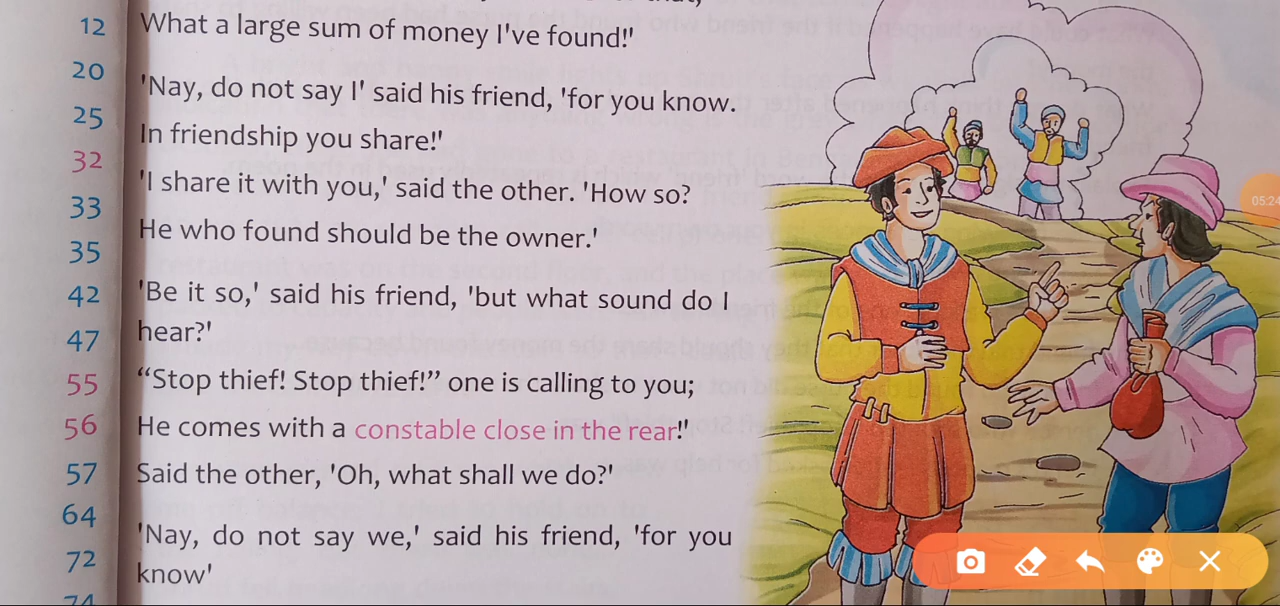 12
20
25
32
33
35
42
47
55
56
57
64
72
What a large sum of money I've found!'
'Nay, do not say I' said his friend, 'for you know.
In friendship you share!'
'I share it with you,' said the other. 'How so?
He who found should be the owner.'
'Be it so,' said his friend, 'but what sound do I
hear?'
“Stop thief! Stop thief!” one is calling to you;
He comes with a constable close in the rear!'
Said the other, 'Oh, what shall we do?'
'Nay, do not say we,' said his friend, 'for you
know'
05:24